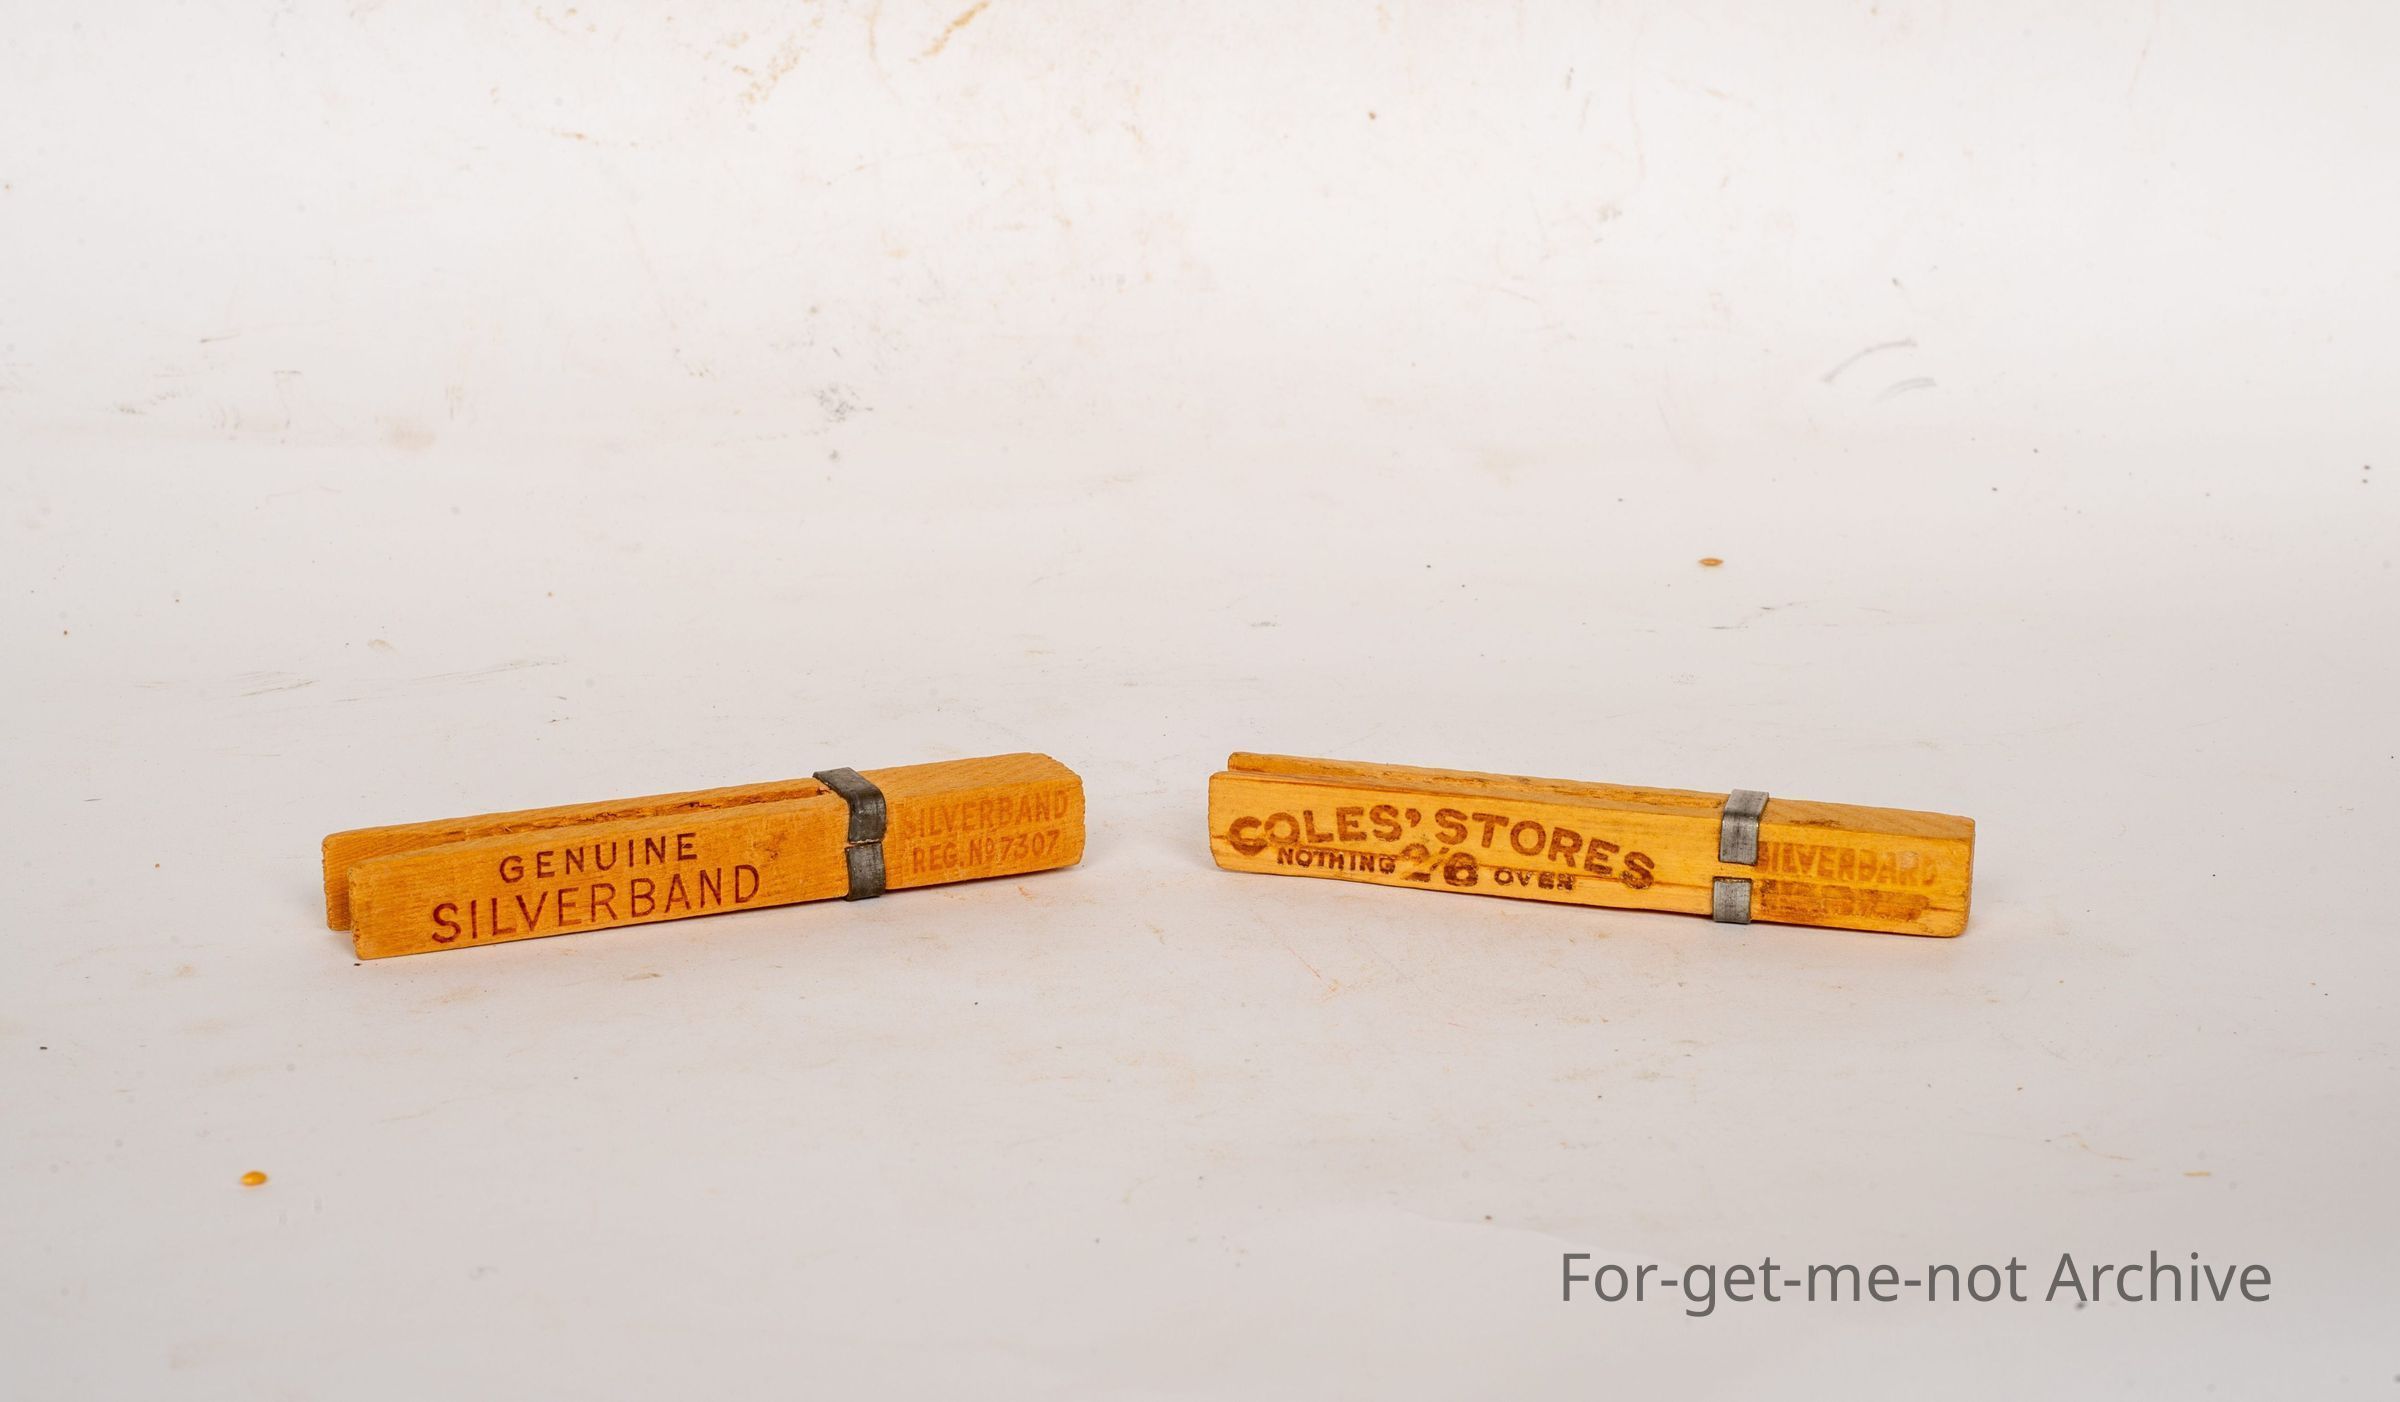 GENUINE
SILVERBAND
SILVERBAND
REG. Nº 7307
COLES' STORES
NOTHING 2/6 OVER
SILVERBAND
For-get-me-not Archive